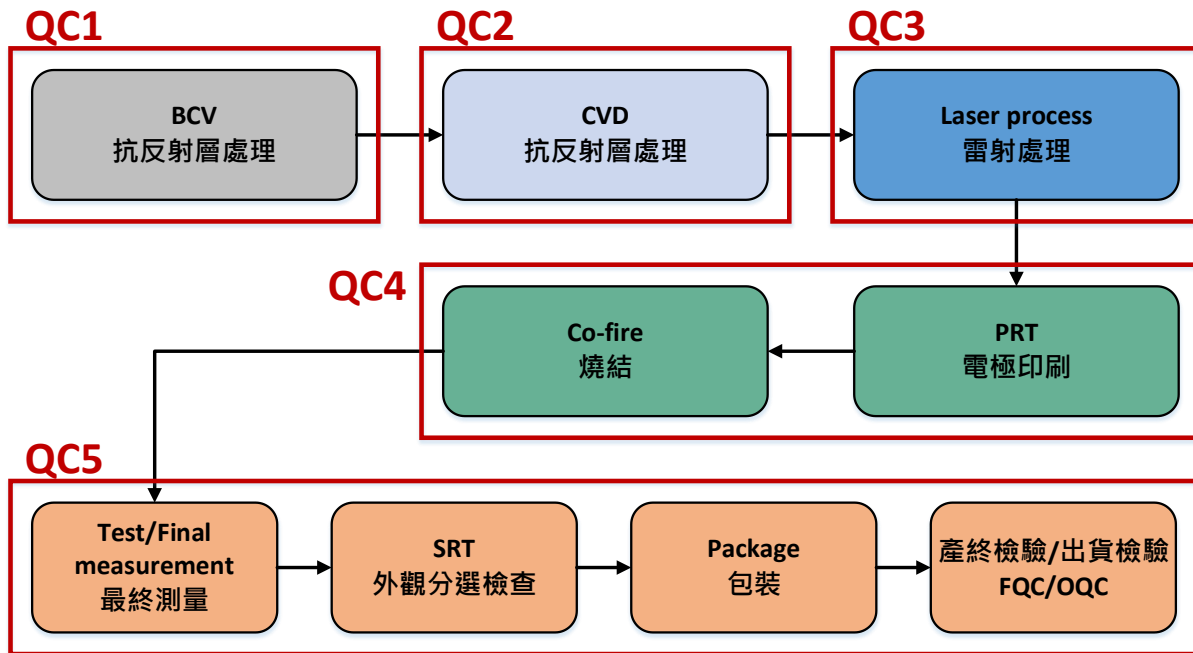 QC1
BCV
抗反射層處理
QC2
CVD
抗反射層處理
QC3
Laser process
雷射處理
QC4
Co-fire
燒結
PRT
電極印刷
QC5
Test/Final
measurement
最終測量
SRT
外觀分選檢查
Package
包裝
產終檢驗/出貨檢驗
FQC/OQC